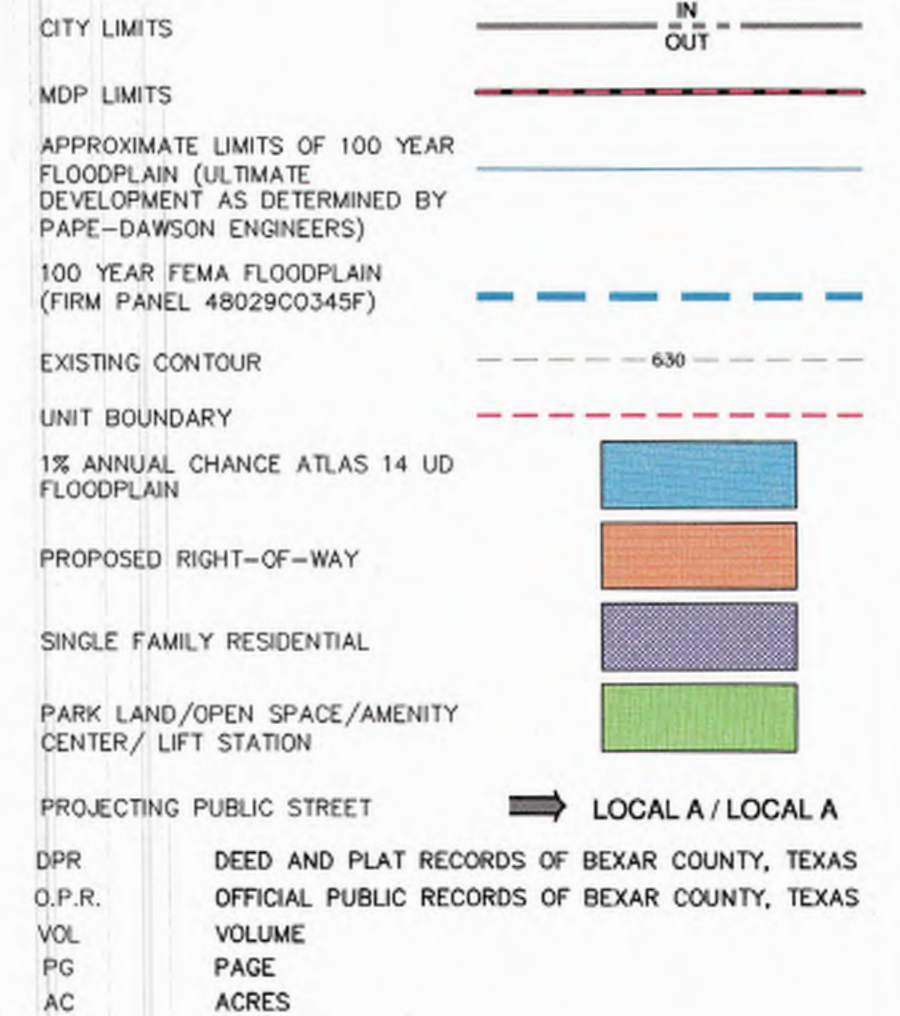 CITY LIMITS
IN
OUT
MDP LIMITS
APPROXIMATE LIMITS OF 100 YEAR
FLOODPLAIN (ULTIMATE
DEVELOPMENT AS DETERMINED BY
PAPE-DAWSON ENGINEERS)
100 YEAR FEMA FLOODPLAIN
(FIRM PANEL 48029C0345F)
EXISTING CONTOUR 630
UNIT BOUNDARY
1% ANNUAL CHANCE ATLAS 14 UD
FLOODPLAIN
PROPOSED RIGHT-OF-WAY
SINGLE FAMILY RESIDENTIAL
PARK LAND/OPEN SPACE/AMENITY
CENTER/ LIFT STATION
PROJECTING PUBLIC STREET LOCAL A / LOCAL A
DPR DEED AND PLAT RECORDS OF BEXAR COUNTY, TEXAS
O.P.R. OFFICIAL PUBLIC RECORDS OF BEXAR COUNTY, TEXAS
VOL VOLUME
PG PAGE
AC ACRES